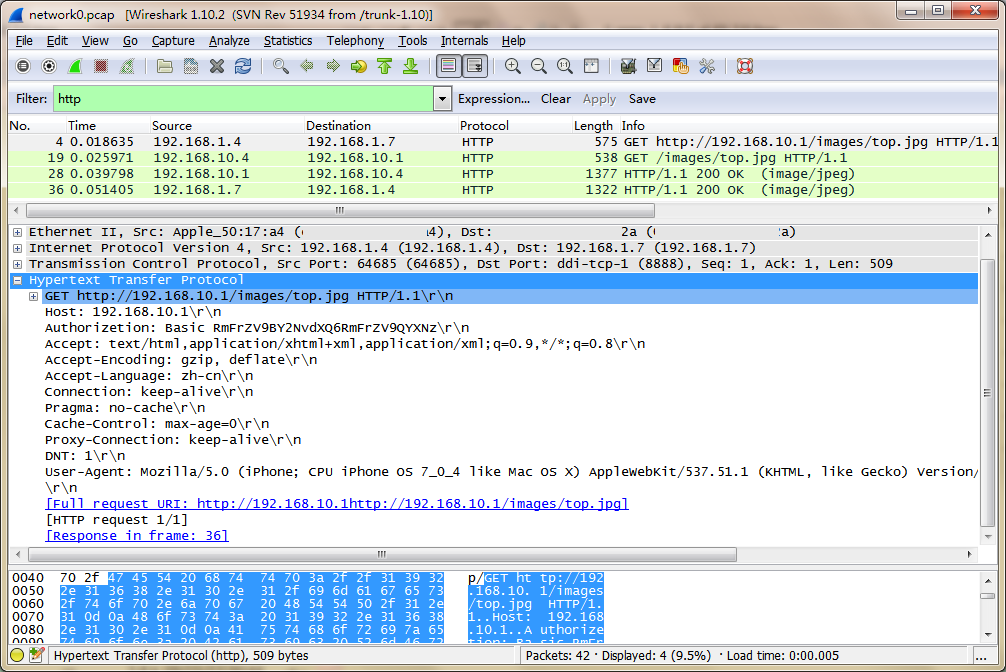 network0.pcap [Wireshark 1.10.2 (SVN Rev 51934 from /trunk-1.10)]
File Edit View Go Capture Analyze Statistics Telephony Tools Internals Help
Filter: http Expression... Clear Apply Save
No. Time Source Destination Protocol Length Info
4 0.018635 192.168.1.4 192.168.1.7 HTTP 575 GET http://192.168.10.1/images/top.jpg HTTP/1.1
19 0.025971 192.168.10.4 192.168.10.1 HTTP 538 GET /images/top.jpg HTTP/1.1
28 0.039798 192.168.10.1 192.168.10.4 HTTP 1377 HTTP/1.1 200 OK (image/jpeg)
36 0.051405 192.168.1.7 192.168.1.4 HTTP 1322 HTTP/1.1 200 OK (image/jpeg)
Ethernet II, Src: Apple_50:17:a4 ( a4), Dst: 2a ( a)
Internet Protocol Version 4, Src: 192.168.1.4 (192.168.1.4), Dst: 192.168.1.7 (192.168.1.7)
Transmission Control Protocol, Src Port: 64685 (64685), Dst Port: ddi-tcp-1 (8888), Seq: 1, Ack: 1, Len: 509
Hypertext Transfer Protocol
GET http://192.168.10.1/images/top.jpg HTTP/1.1\r\n
Host: 192.168.10.1\r\n
Authorizetion: Basic RmFrZV9BY2NvdXQ6RmFrZV9QYXNz\r\n
Accept: text/html,application/xhtml+xml,application/xml;q=0.9,*/*;q=0.8\r\n
Accept-Encoding: gzip, deflate\r\n
Accept-Language: zh-cn\r\n
Connection: keep-alive\r\n
Pragma: no-cache\r\n
Cache-Control: max-age=0\r\n
Proxy-Connection: keep-alive\r\n
DNT: 1\r\n
User-Agent: Mozilla/5.0 (iPhone; CPU iPhone OS 7_0_4 like Mac OS X) AppleWebKit/537.51.1 (KHTML, like Gecko) Version/
\r\n
[Full request URI: http://192.168.10.1http://192.168.10.1/images/top.jpg]
[HTTP request 1/1]
[Response in frame: 36]
0040 70 2f 47 45 54 20 68 74 74 70 3a 2f 2f 31 39 32 p/GET ht tp://192
0050 2e 31 36 38 2e 31 30 2e 31 2f 69 6d 61 67 65 73 .168.10. 1/images
0060 2f 74 6f 70 2e 6a 70 67 20 48 54 54 50 2f 31 2e /top.jpg HTTP/1.
0070 31 0d 0a 48 6f 73 74 3a 20 31 39 32 2e 31 36 38 1..Host: 192.168
0080 2e 31 30 2e 31 0d 0a 41 75 74 68 6f 72 69 7a 65 .10.1..A uthorize
Hypertext Transfer Protocol (http), 509 bytes Packets: 42 · Displayed: 4 (9.5%) · Load time: 0:00.005